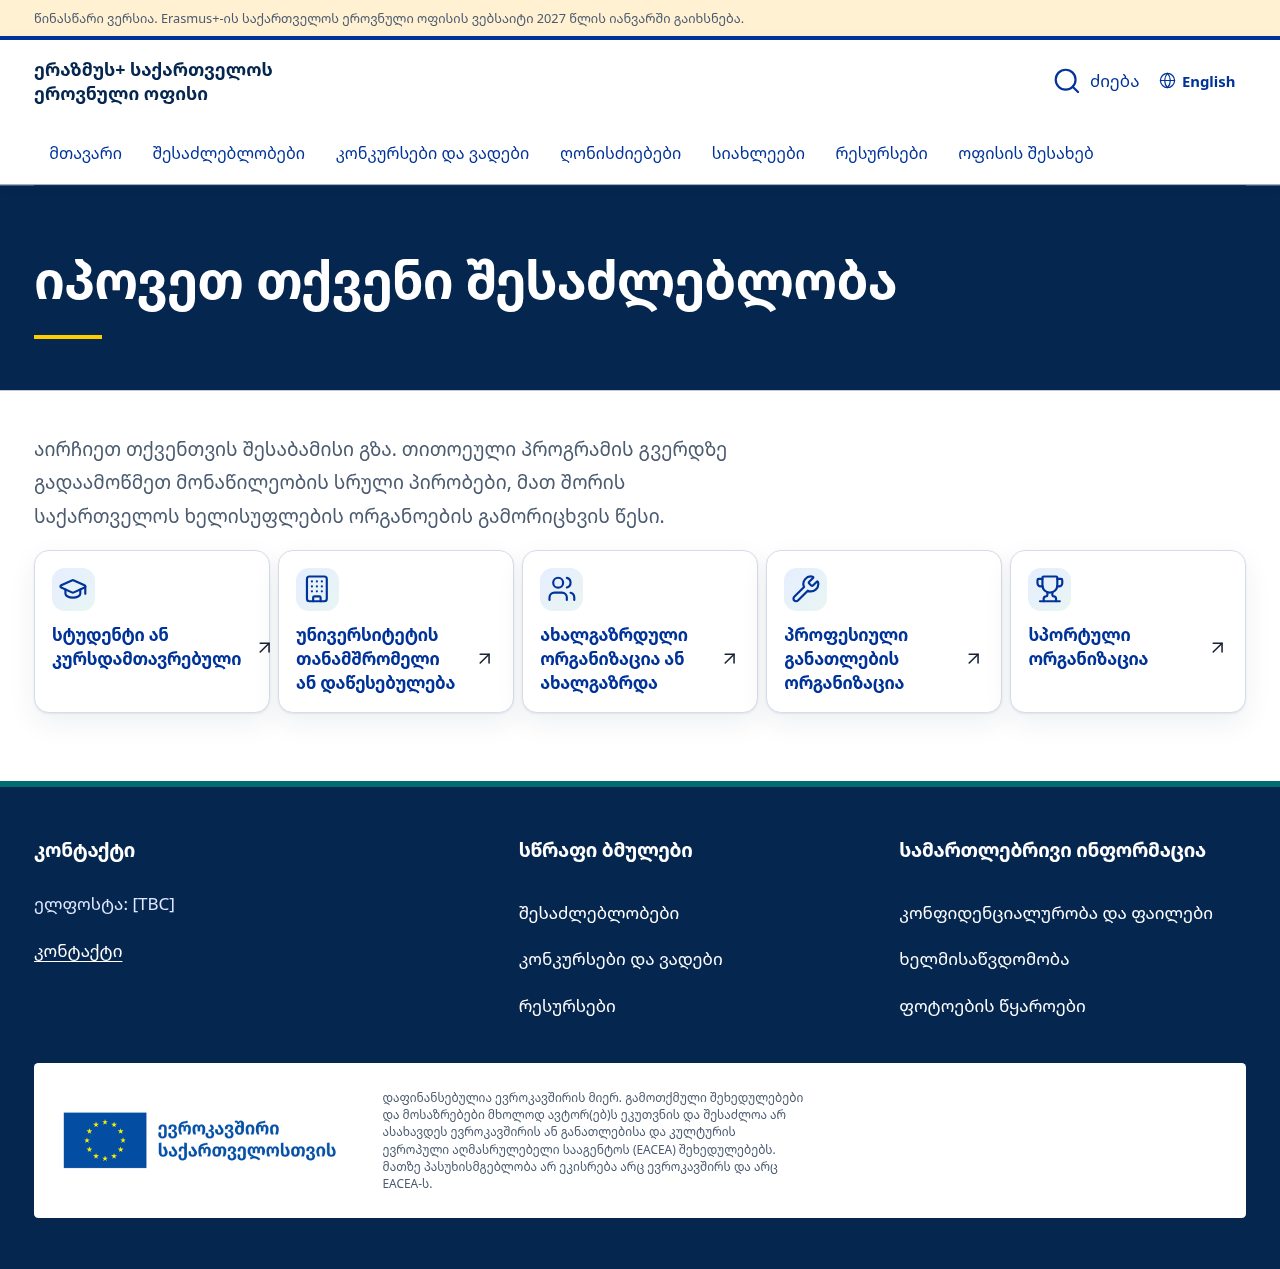 წინასწარი ვერსია. Erasmus+-ის საქართველოს ეროვნული ოფისის ვებსაიტი 2027 წლის იანვარში გაიხსნება.
ერაზმუს+ საქართველოს
ეროვნული ოფისი
ძიება
English
მთავარი
შესაძლებლობები
კონკურსები და ვადები
ღონისძიებები
სიახლეები
რესურსები
ოფისის შესახებ
იპოვეთ თქვენი შესაძლებლობა
აირჩიეთ თქვენთვის შესაბამისი გზა. თითოეული პროგრამის გვერდზე
გადაამოწმეთ მონაწილეობის სრული პირობები, მათ შორის
საქართველოს ხელისუფლების ორგანოების გამორიცხვის წესი.
სტუდენტი ან
კურსდამთავრებული
უნივერსიტეტის
თანამშრომელი
ან დაწესებულება
ახალგაზრდული
ორგანიზაცია ან
ახალგაზრდა
პროფესიული
განათლების
ორგანიზაცია
სპორტული
ორგანიზაცია
კონტაქტი
ელფოსტა: [TBC]
კონტაქტი
სწრაფი ბმულები
შესაძლებლობები
კონკურსები და ვადები
რესურსები
სამართლებრივი ინფორმაცია
კონფიდენციალურობა და ფაილები
ხელმისაწვდომობა
ფოტოების წყაროები
ევროკავშირი
საქართველოსთვის
დაფინანსებულია ევროკავშირის მიერ. გამოთქმული შეხედულებები
და მოსაზრებები მხოლოდ ავტორ(ებ)ს ეკუთვნის და შესაძლოა არ
ასახავდეს ევროკავშირის ან განათლებისა და კულტურის
ევროპული აღმასრულებელი სააგენტოს (EACEA) შეხედულებებს.
მათზე პასუხისმგებლობა არ ეკისრება არც ევროკავშირს და არც
EACEA-ს.